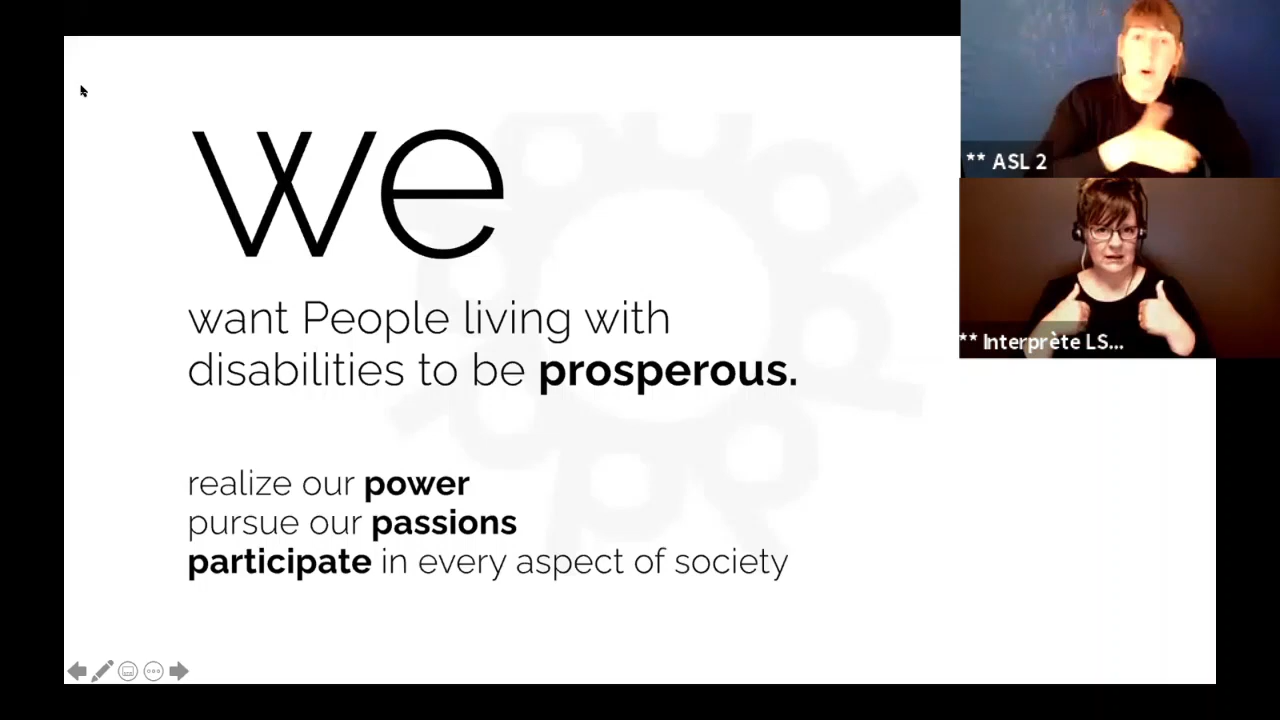 we
want People living with
disabilities to be prosperous.
realize our power
pursue our passions
participate in every aspect of society
** ASL 2
** Interprète LS...